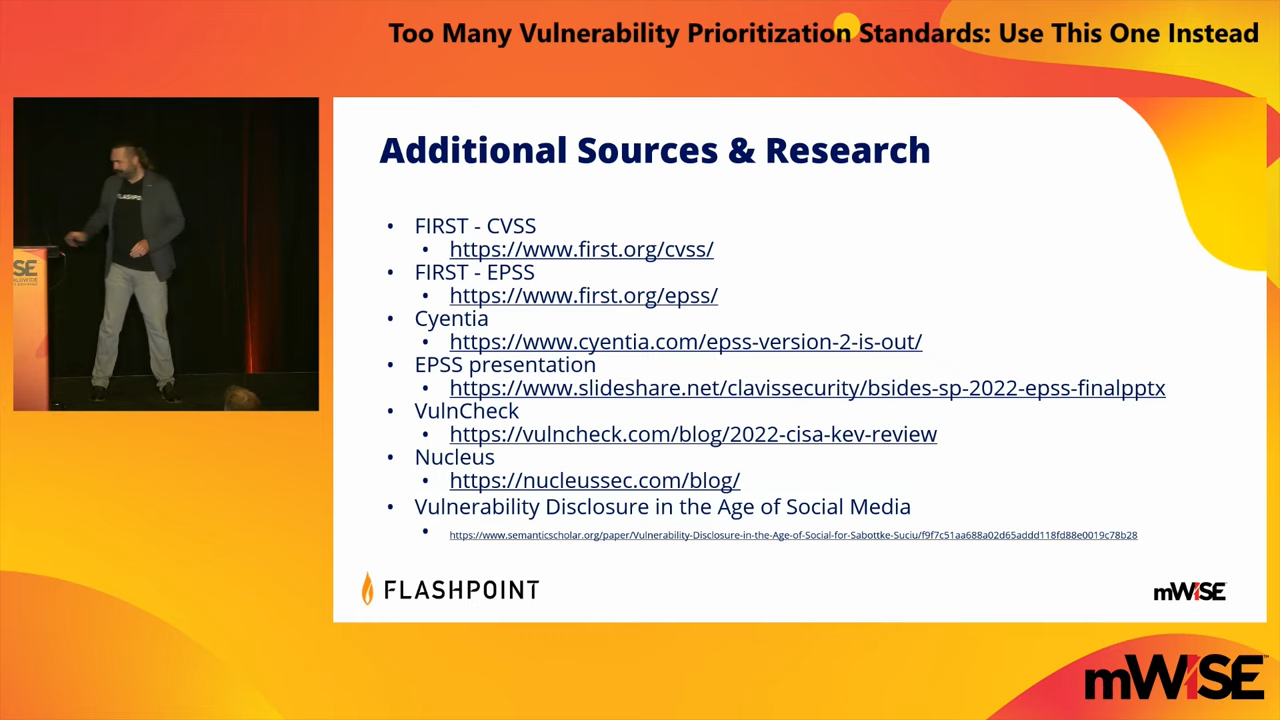 Too Many Vulnerability Prioritization Standards: Use This One Instead
Additional Sources & Research
• FIRST - CVSS
• https://www.first.org/cvss/
• FIRST - EPSS
• https://www.first.org/epss/
• Cyentia
• https://www.cyentia.com/epss-version-2-is-out/
• EPSS presentation
• https://www.slideshare.net/clavissecurity/bsides-sp-2022-epss-finalpptx
• VulnCheck
• https://vulncheck.com/blog/2022-cisa-kev-review
• Nucleus
• https://nucleussec.com/blog/
• Vulnerability Disclosure in the Age of Social Media
• https://www.semanticscholar.org/paper/Vulnerability-Disclosure-in-the-Age-of-Social-for-Sabottke-Suciu/f9f7c51aa688a02d65addd118fd88e0019c78b28
FLASHPOINT
mWISE
mWISE™